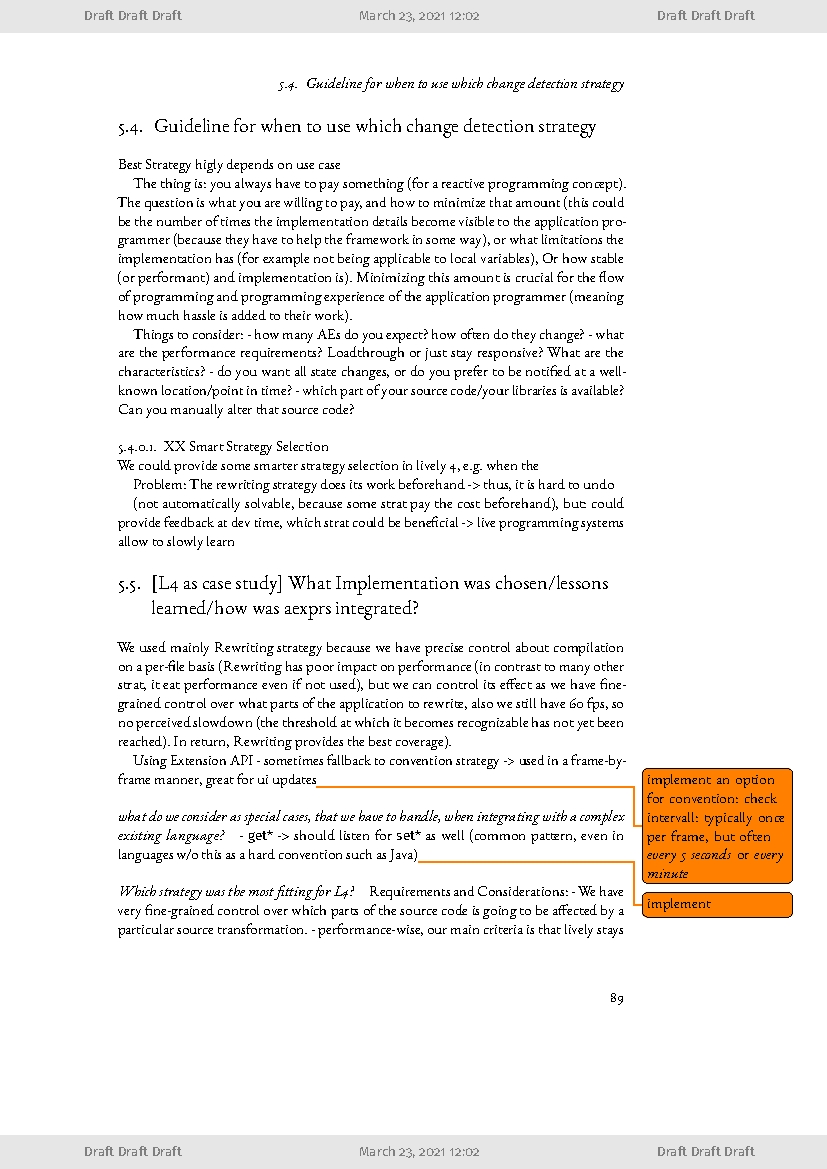 Draft Draft Draft March 23, 2021 12:02 Draft Draft Draft
5.4. Guideline for when to use which change detection strategy
5.4. Guideline for when to use which change detection strategy
Best Strategy higly depends on use case
The thing is: you always have to pay something (for a reactive programming concept).
The question is what you are willing to pay, and how to minimize that amount (this could
be the number of times the implementation details become visible to the application pro-
grammer (because they have to help the framework in some way), or what limitations the
implementation has (for example not being applicable to local variables), Or how stable
(or performant) and implementation is). Minimizing this amount is crucial for the flow
of programming and programming experience of the application programmer (meaning
how much hassle is added to their work).
Things to consider: - how many AEs do you expect? how often do they change? - what
are the performance requirements? Loadthrough or just stay responsive? What are the
characteristics? - do you want all state changes, or do you prefer to be notified at a well-
known location/point in time? - which part of your source code/your libraries is available?
Can you manually alter that source code?
5.4.0.1. XX Smart Strategy Selection
We could provide some smarter strategy selection in lively 4, e.g. when the
Problem: The rewriting strategy does its work beforehand -> thus, it is hard to undo
(not automatically solvable, because some strat pay the cost beforehand), but: could
provide feedback at dev time, which strat could be beneficial -> live programming systems
allow to slowly learn
5.5. [L4 as case study] What Implementation was chosen/lessons
learned/how was aexprs integrated?
We used mainly Rewriting strategy because we have precise control about compilation
on a per-file basis (Rewriting has poor impact on performance (in contrast to many other
strat, it eat performance even if not used), but we can control its effect as we have fine-
grained control over what parts of the application to rewrite, also we still have 60 fps, so
no perceived slowdown (the threshold at which it becomes recognizable has not yet been
reached). In return, Rewriting provides the best coverage).
Using Extension API - sometimes fallback to convention strategy -> used in a frame-by-
frame manner, great for ui updates
what do we consider as special cases, that we have to handle, when integrating with a complex
existing language? - get* -> should listen for set* as well (common pattern, even in
languages w/o this as a hard convention such as Java)
Which strategy was the most fitting for L4? Requirements and Considerations: - We have
very fine-grained control over which parts of the source code is going to be affected by a
particular source transformation. - performance-wise, our main criteria is that lively stays
implement an option
for convention: check
intervall: typically once
per frame, but often
every 5 seconds or every
minute
implement
89
Draft Draft Draft March 23, 2021 12:02 Draft Draft Draft